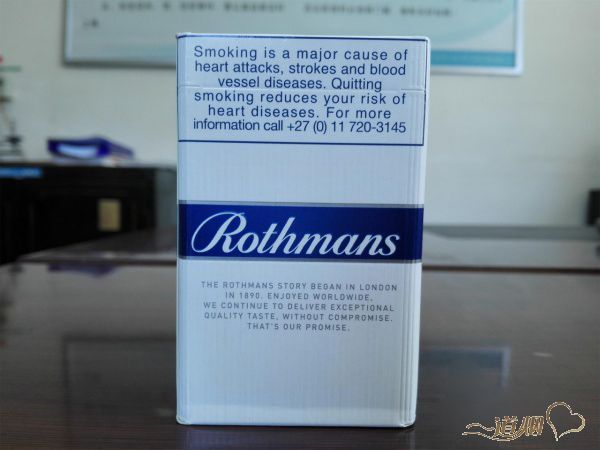 Smoking is a major cause of
heart attacks, strokes and blood
vessel diseases. Quitting
smoking reduces your risk of
heart diseases. For more
information call +27 (0) 11 720-3145
Rothmans
THE ROTHMANS STORY BEGAN IN LONDON
IN 1890. ENJOYED WORLDWIDE,
WE CONTINUE TO DELIVER EXCEPTIONAL
QUALITY TASTE, WITHOUT COMPROMISE.
THAT'S OUR PROMISE.